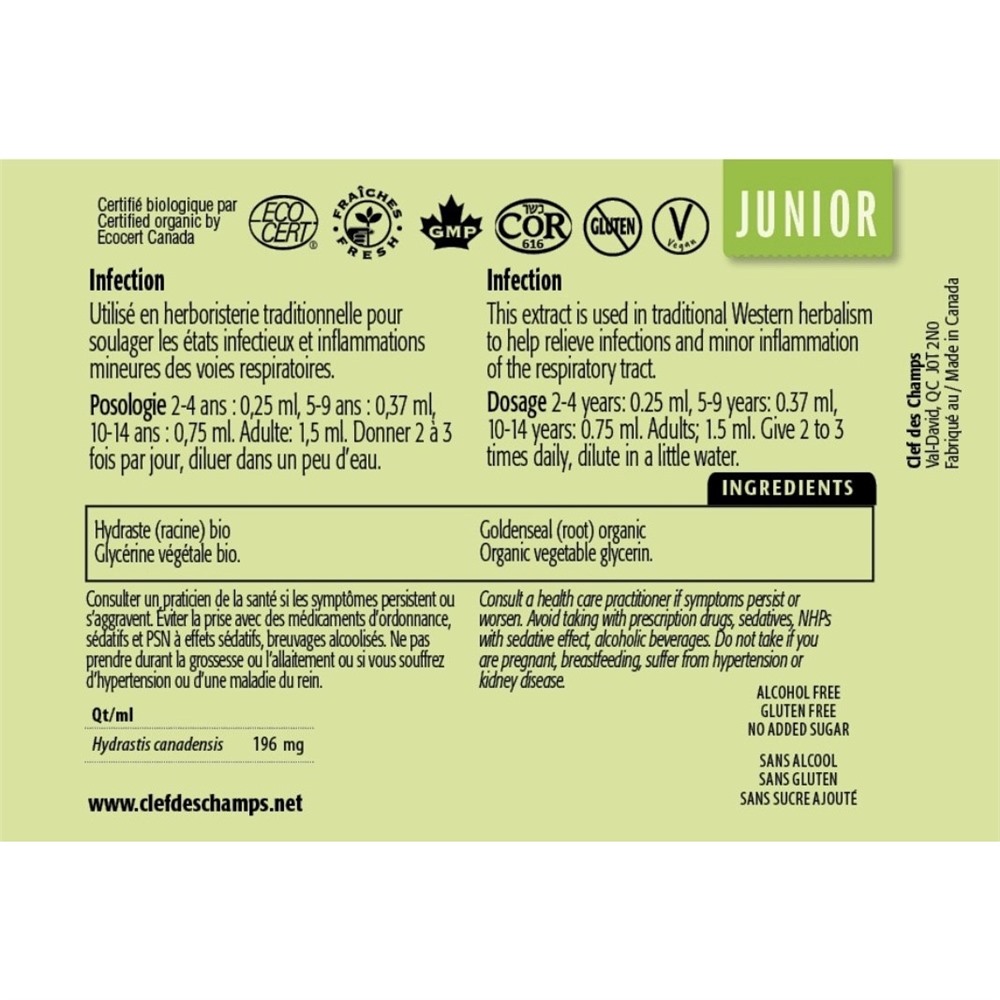 Certifié biologique par
Certified organic by
Ecocert Canada
ECO
CERT
®
FRAÎCHES
FRESH
GMP
כשר
COR
616
GLUTEN
V
Vegan
JUNIOR
Infection
Utilisé en herboristerie traditionnelle pour
soulager les états infectieux et inflammations
mineures des voies respiratoires.
Posologie 2-4 ans : 0,25 ml, 5-9 ans : 0,37 ml,
10-14 ans : 0,75 ml. Adulte: 1,5 ml. Donner 2 à 3
fois par jour, diluer dans un peu d’eau.
Infection
This extract is used in traditional Western herbalism
to help relieve infections and minor inflammation
of the respiratory tract.
Dosage 2-4 years: 0.25 ml, 5-9 years: 0.37 ml,
10-14 years: 0.75 ml. Adults; 1.5 ml. Give 2 to 3
times daily, dilute in a little water.
Clef des Champs
Val-David, QC J0T 2N0
Fabriqué au / Made in Canada
INGREDIENTS
Hydraste (racine) bio
Glycérine végétale bio.
Goldenseal (root) organic
Organic vegetable glycerin.
Consulter un praticien de la santé si les symptômes persistent ou
s’aggravent. Éviter la prise avec des médicaments d’ordonnance,
sédatifs et PSN à effets sédatifs, breuvages alcoolisés. Ne pas
prendre durant la grossesse ou l’allaitement ou si vous souffrez
d’hypertension ou d’une maladie du rein.
Consult a health care practitioner if symptoms persist or
worsen. Avoid taking with prescription drugs, sedatives, NHPs
with sedative effect, alcoholic beverages. Do not take if you
are pregnant, breastfeeding, suffer from hypertension or
kidney disease.
Qt/ml
Hydrastis canadensis 196 mg
www.clefdeschamps.net
ALCOHOL FREE
GLUTEN FREE
NO ADDED SUGAR
SANS ALCOOL
SANS GLUTEN
SANS SUCRE AJOUTÉ